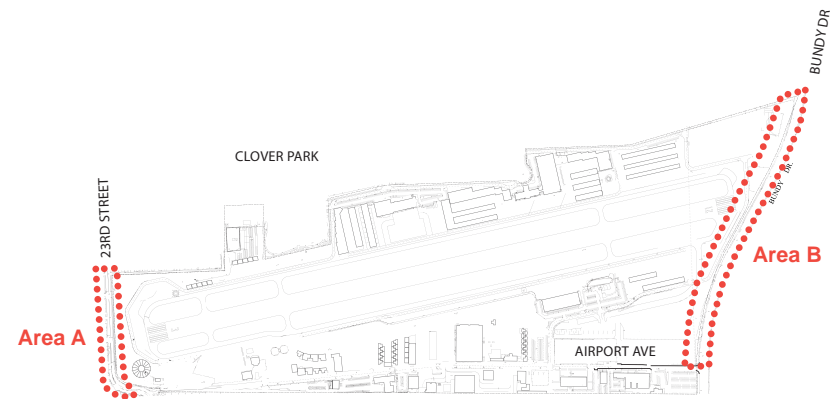 BUNDY DR
CLOVER PARK
23RD STREET
BUNDY DR.
Area B
Area A
AIRPORT AVE